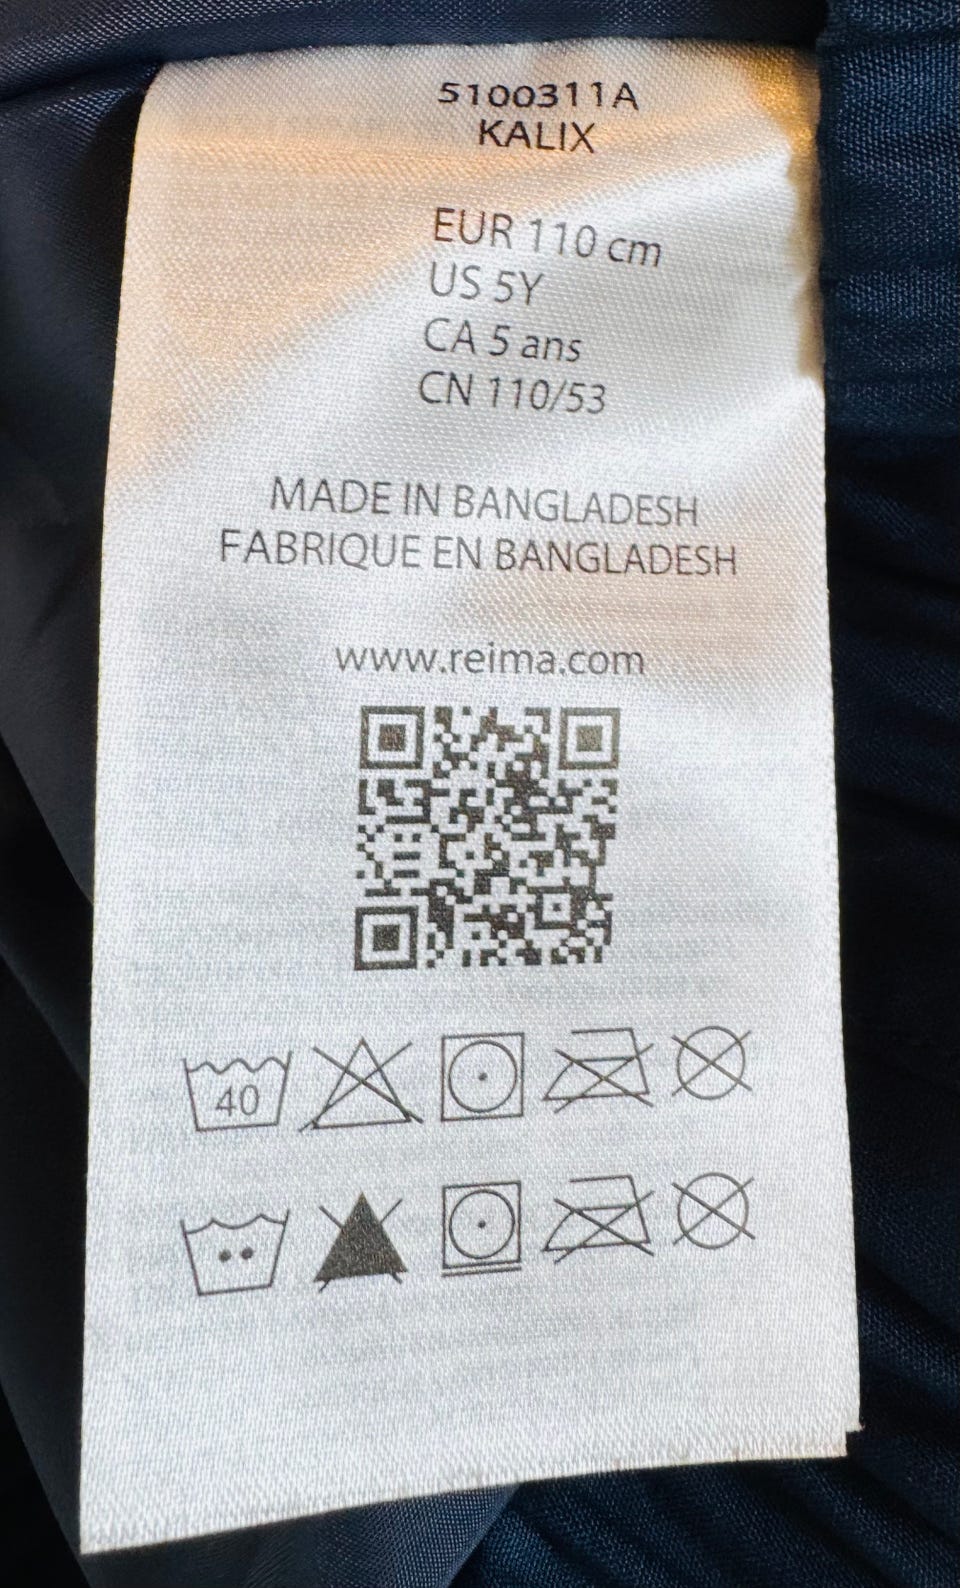 5100311A
KALIX
EUR 110 cm
US 5Y
CA 5 ans
CN 110/53
MADE IN BANGLADESH
FABRIQUE EN BANGLADESH
www.reima.com
40